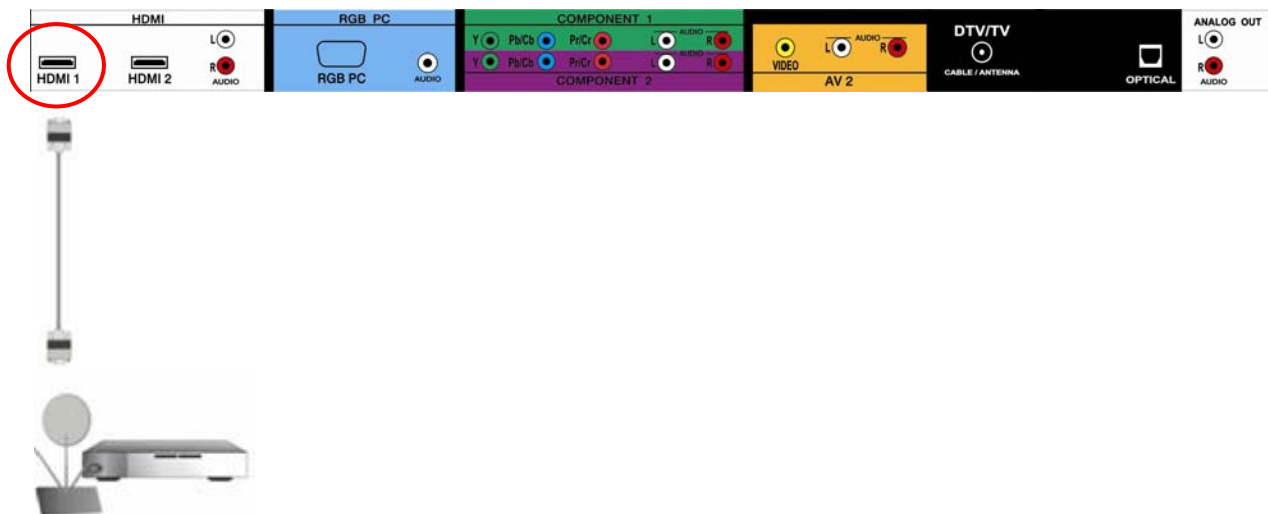 HDMI
L
R
AUDIO
HDMI 1
HDMI 2
RGB PC
RGB PC
AUDIO
COMPONENT 1
Y Pb/Cb Pr/Cr L AUDIO R
Y Pb/Cb Pr/Cr L AUDIO R
COMPONENT 2
VIDEO
L AUDIO R
AV 2
DTV/TV
CABLE / ANTENNA
OPTICAL
ANALOG OUT
L
R
AUDIO